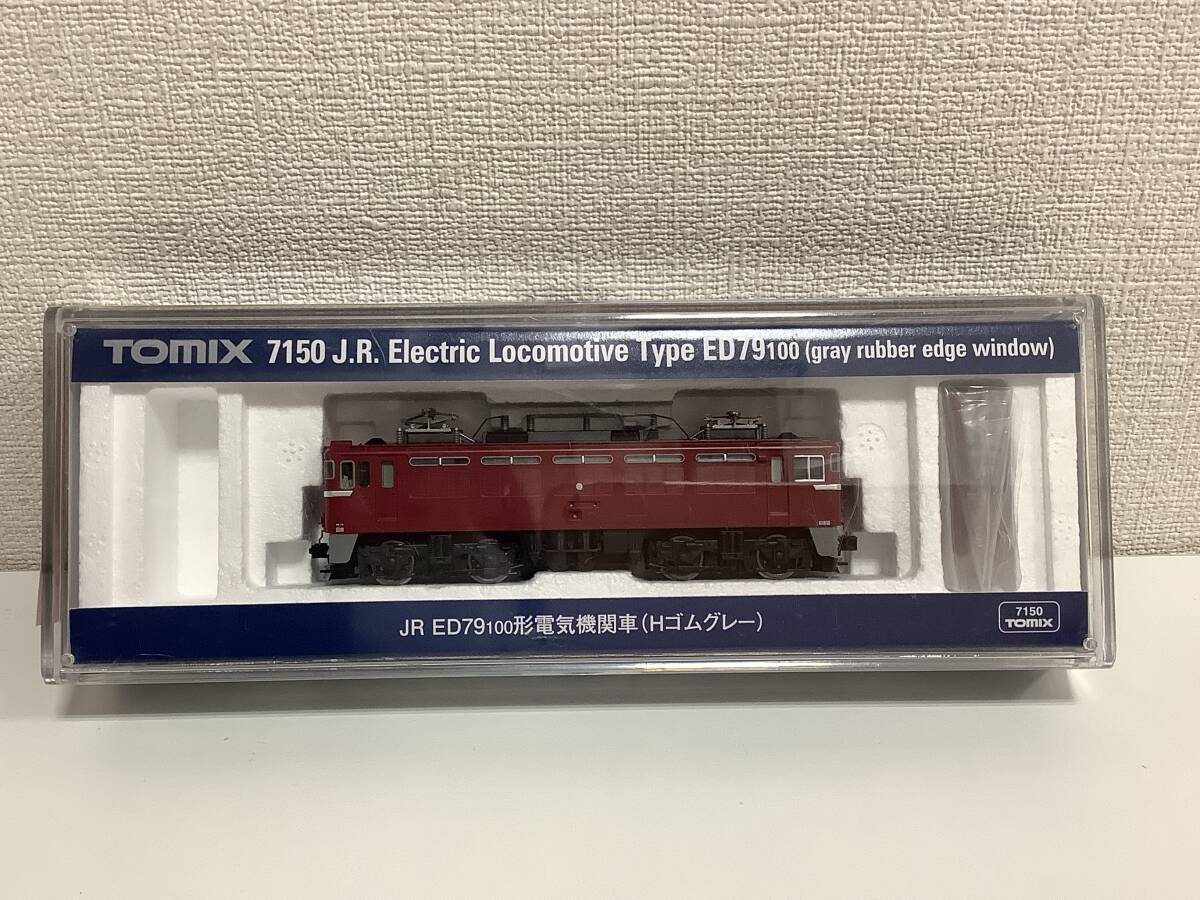 TOMIX 7150 J.R. Electric Locomotive Type ED79100 (gray rubber edge window)
JR ED79100形電気機関車(Hゴムグレー)
7150
TOMIX